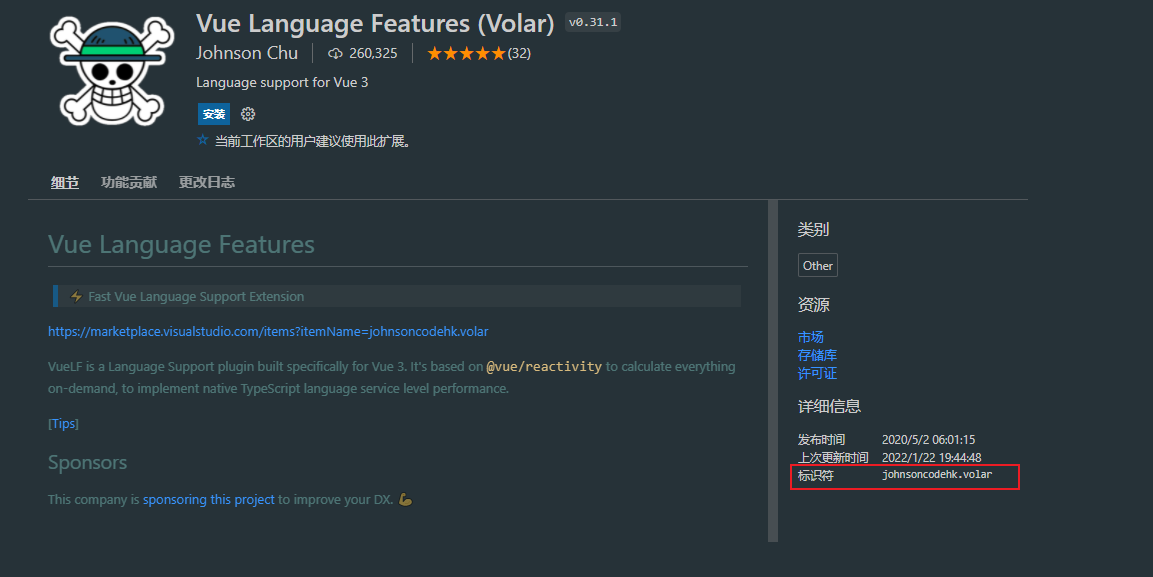 Vue Language Features (Volar) v0.31.1
Johnson Chu 260,325 (32)
Language support for Vue 3
安装
当前工作区的用户建议使用此扩展。
细节 功能贡献 更改日志
Vue Language Features
⚡ Fast Vue Language Support Extension
https://marketplace.visualstudio.com/items?itemName=johnsoncodehk.volar
VueLF is a Language Support plugin built specifically for Vue 3. It's based on @vue/reactivity to calculate everything
on-demand, to implement native TypeScript language service level performance.
[Tips]
Sponsors
This company is sponsoring this project to improve your DX. 💪
类别
Other
资源
市场
存储库
许可证
详细信息
发布时间 2020/5/2 06:01:15
上次更新时间 2022/1/22 19:44:48
标识符 johnsoncodehk.volar